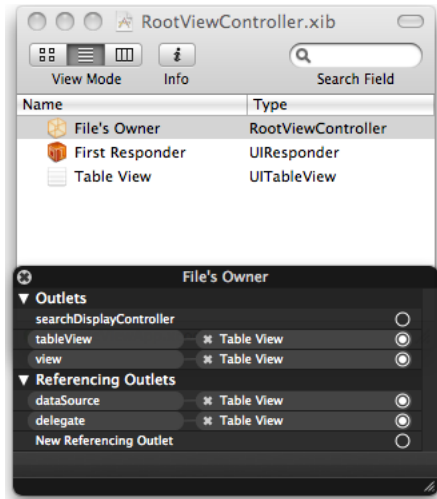 RootViewController.xib
View Mode Info Search Field
Name Type
File's Owner RootViewController
First Responder UIResponder
Table View UITableView
File's Owner
Outlets
searchDisplayController
tableView Table View
view Table View
Referencing Outlets
dataSource Table View
delegate Table View
New Referencing Outlet